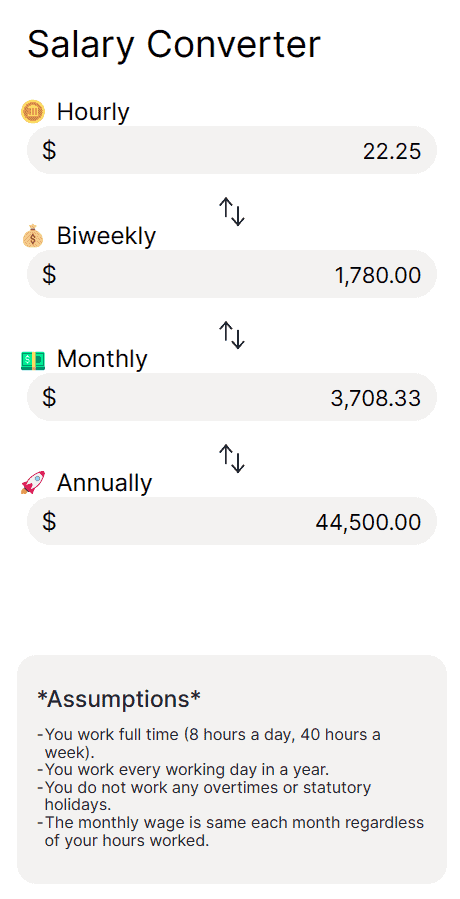 Salary Converter
Hourly
$ 22.25
Biweekly
$ 1,780.00
Monthly
$ 3,708.33
Annually
$ 44,500.00
*Assumptions*
-You work full time (8 hours a day, 40 hours a
week).
-You work every working day in a year.
-You do not work any overtimes or statutory
holidays.
-The monthly wage is same each month regardless
of your hours worked.